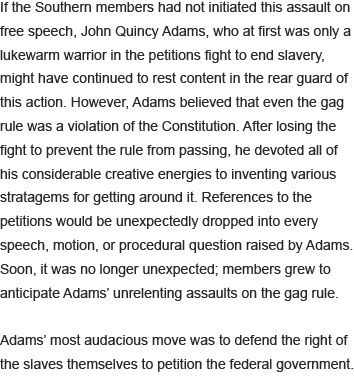 If the Southern members had not initiated this assault on
free speech, John Quincy Adams, who at first was only a
lukewarm warrior in the petitions fight to end slavery,
might have continued to rest content in the rear guard of
this action. However, Adams believed that even the gag
rule was a violation of the Constitution. After losing the
fight to prevent the rule from passing, he devoted all of
his considerable creative energies to inventing various
stratagems for getting around it. References to the
petitions would be unexpectedly dropped into every
speech, motion, or procedural question raised by Adams.
Soon, it was no longer unexpected; members grew to
anticipate Adams’ unrelenting assaults on the gag rule.

Adams’ most audacious move was to defend the right of
the slaves themselves to petition the federal government.